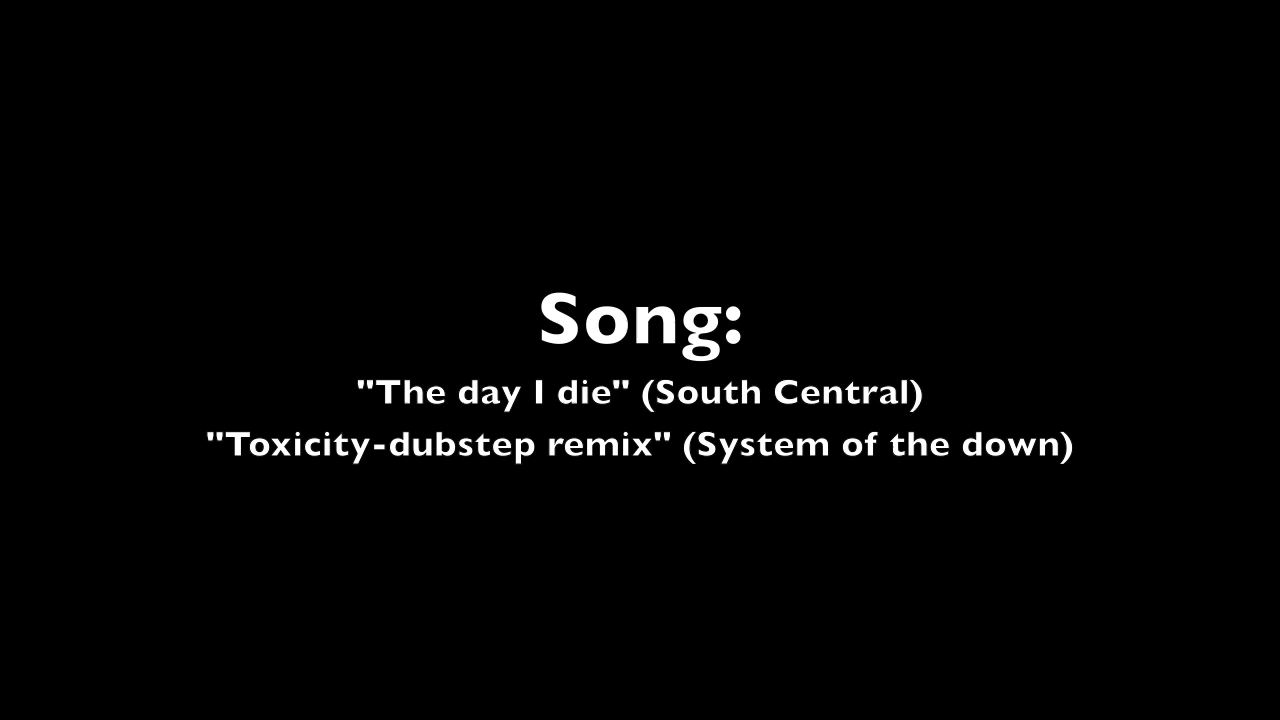 Song:
"The day I die" (South Central)
"Toxicity-dubstep remix" (System of the down)